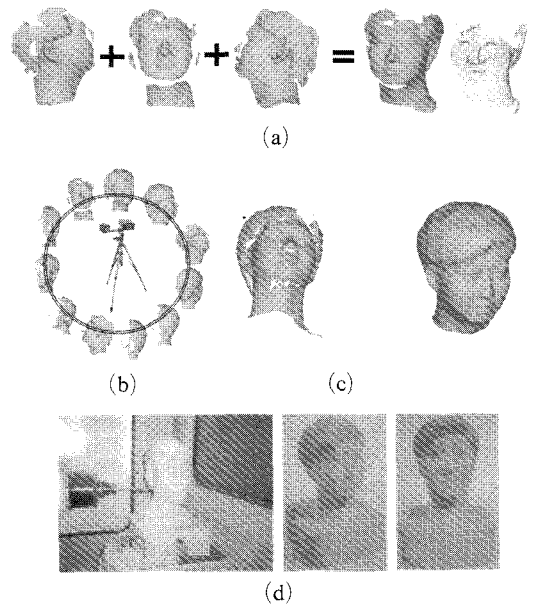 + + =
(a)
(b) (c)
(d)